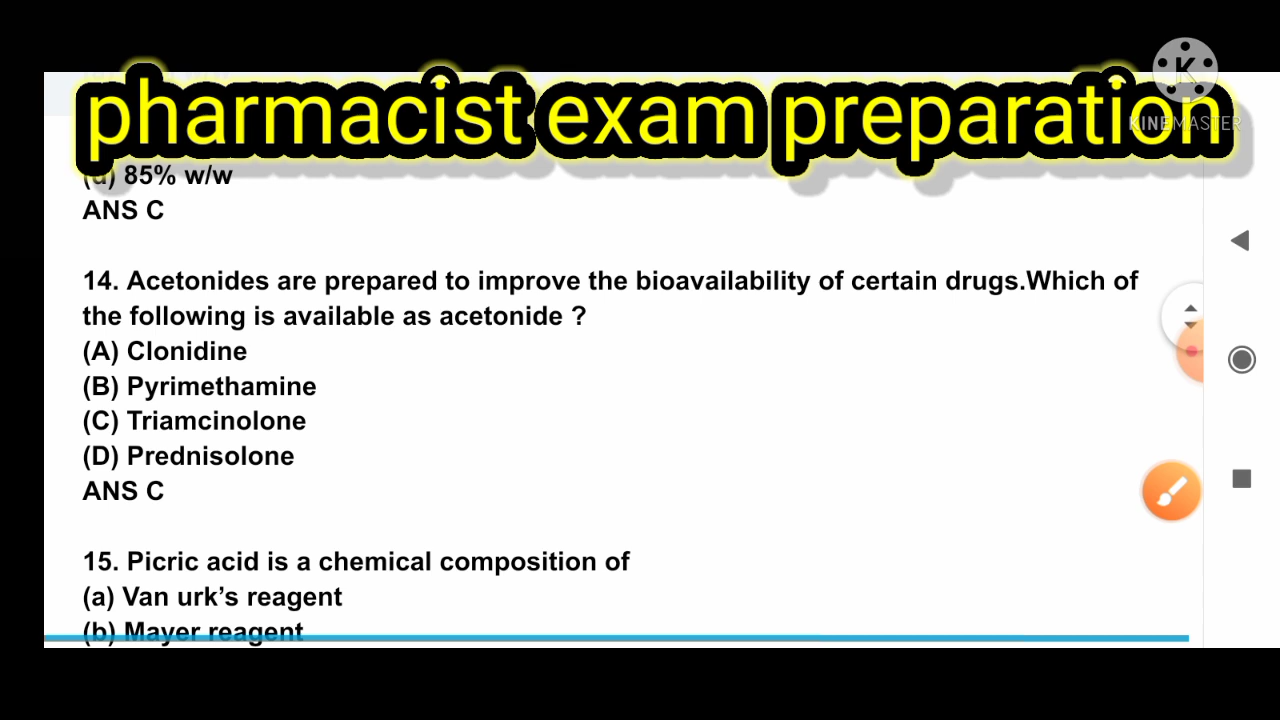 pharmacist exam preparation
KINEMASTER
(d) 85% w/w
ANS C
14. Acetonides are prepared to improve the bioavailability of certain drugs.Which of
the following is available as acetonide ?
(A) Clonidine
(B) Pyrimethamine
(C) Triamcinolone
(D) Prednisolone
ANS C
15. Picric acid is a chemical composition of
(a) Van urk’s reagent
(b) Mayer reagent